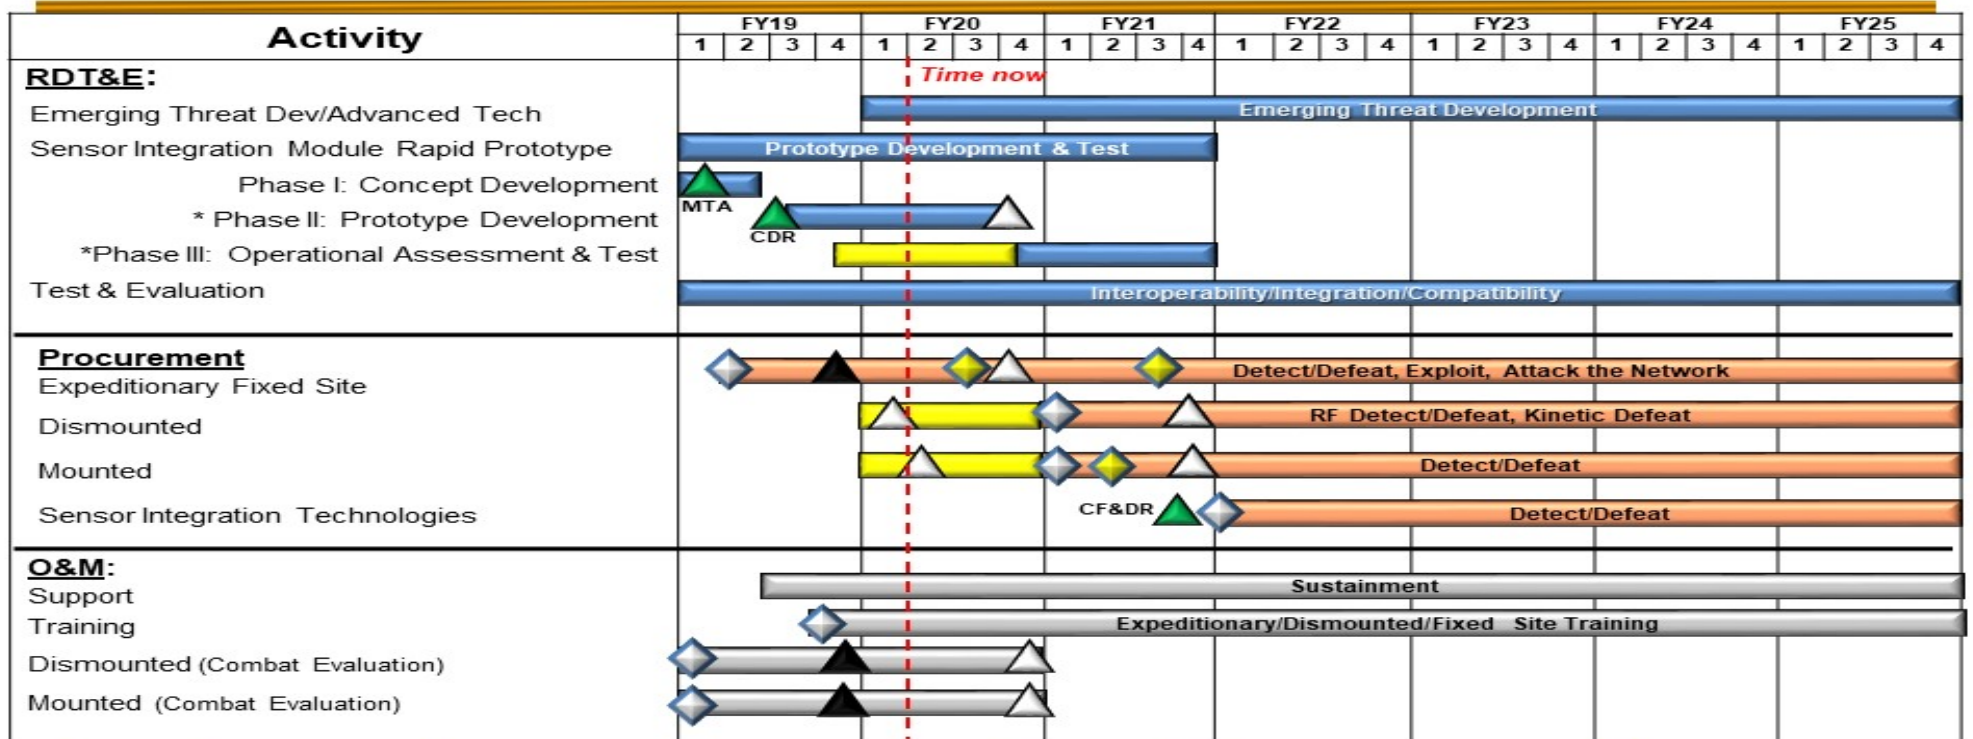 Activity FY19 FY20 FY21 FY22 FY23 FY24 FY25
1 2 3 4 1 2 3 4 1 2 3 4 1 2 3 4 1 2 3 4 1 2 3 4 1 2 3 4
RDT&E: Time now
Emerging Threat Dev/Advanced Tech Emerging Threat Development
Sensor Integration Module Rapid Prototype Prototype Development & Test
Phase I: Concept Development
MTA
* Phase II: Prototype Development
CDR
*Phase III: Operational Assessment & Test
Test & Evaluation Interoperability/Integration/Compatibility
Procurement
Expeditionary Fixed Site Detect/Defeat, Exploit, Attack the Network
Dismounted RF Detect/Defeat, Kinetic Defeat
Mounted Detect/Defeat
Sensor Integration Technologies CF&DR Detect/Defeat
O&M:
Support Sustainment
Training Expeditionary/Dismounted/Fixed Site Training
Dismounted (Combat Evaluation)
Mounted (Combat Evaluation)